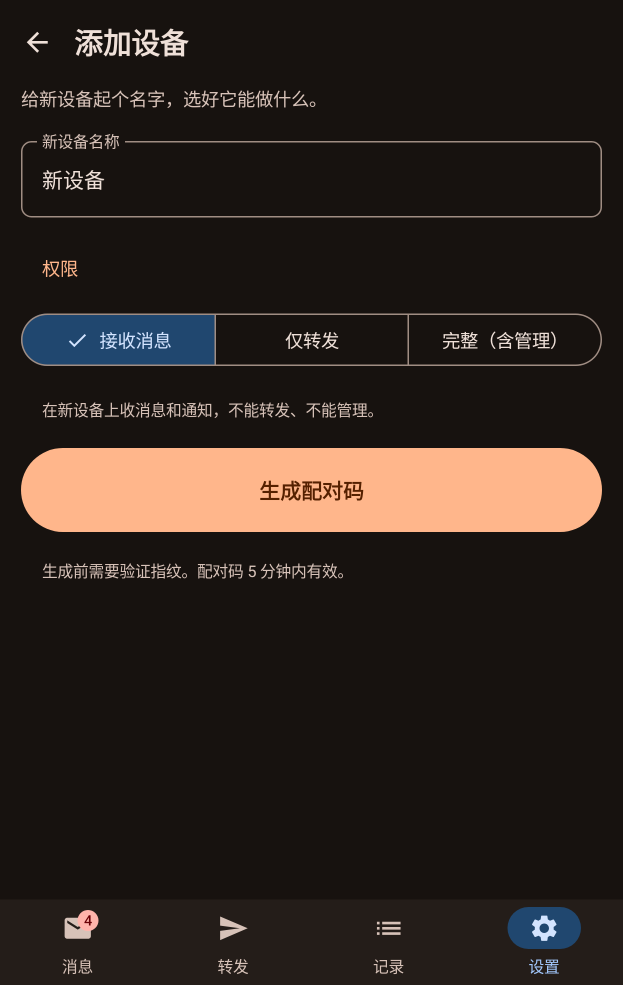 添加设备
给新设备起个名字，选好它能做什么。
新设备名称
新设备
权限
接收消息
仅转发
完整（含管理）
在新设备上收消息和通知，不能转发、不能管理。
生成配对码
生成前需要验证指纹。配对码 5 分钟内有效。
4
消息
转发
记录
设置